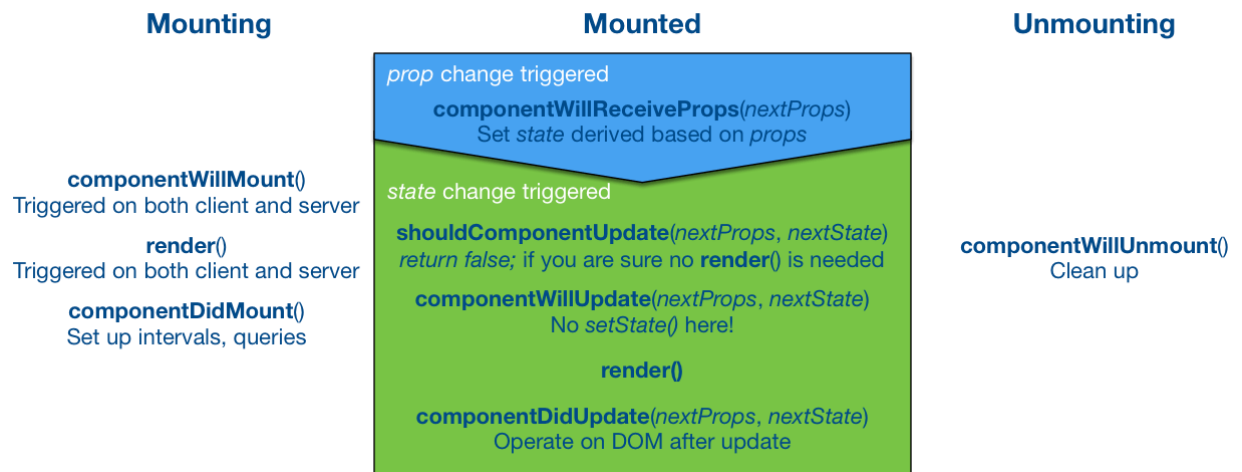 Mounting
Mounted
Unmounting
prop change triggered
componentWillReceiveProps(nextProps)
Set state derived based on props
componentWillMount()
Triggered on both client and server
render()
Triggered on both client and server
componentDidMount()
Set up intervals, queries
state change triggered
shouldComponentUpdate(nextProps, nextState)
return false; if you are sure no render() is needed
componentWillUpdate(nextProps, nextState)
No setState() here!
render()
componentDidUpdate(nextProps, nextState)
Operate on DOM after update
componentWillUnmount()
Clean up